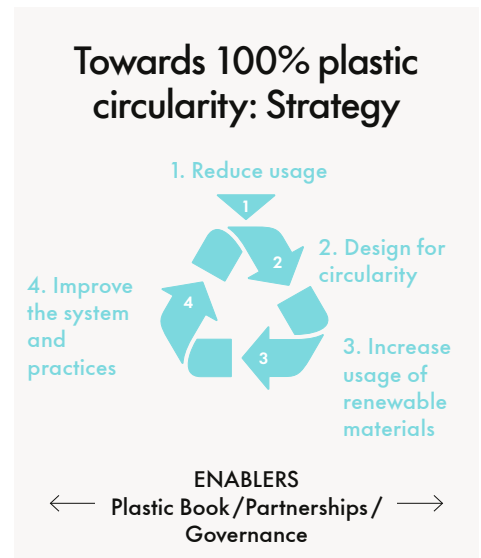 Towards 100% plastic
circularity: Strategy
1. Reduce usage
1
2
2. Design for
circularity
4. Improve
the system
and
practices
4
3
3. Increase
usage of
renewable
materials
ENABLERS
Plastic Book/Partnerships/
Governance